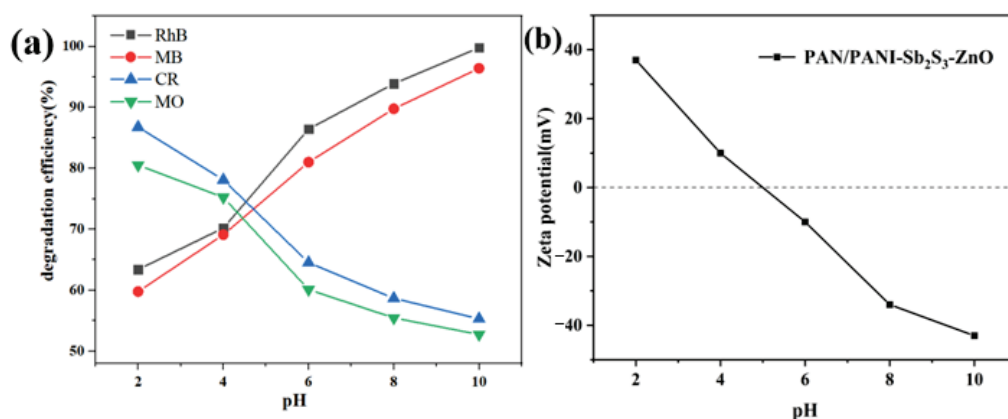 (a)
RhB
MB
CR
MO
degradation efficiency(%)
100
90
80
70
60
50
2 4 6 8 10
pH
(b)
PAN/PANI-Sb₂S₃-ZnO
Zeta potential(mV)
40
20
0
−20
−40
2 4 6 8 10
pH